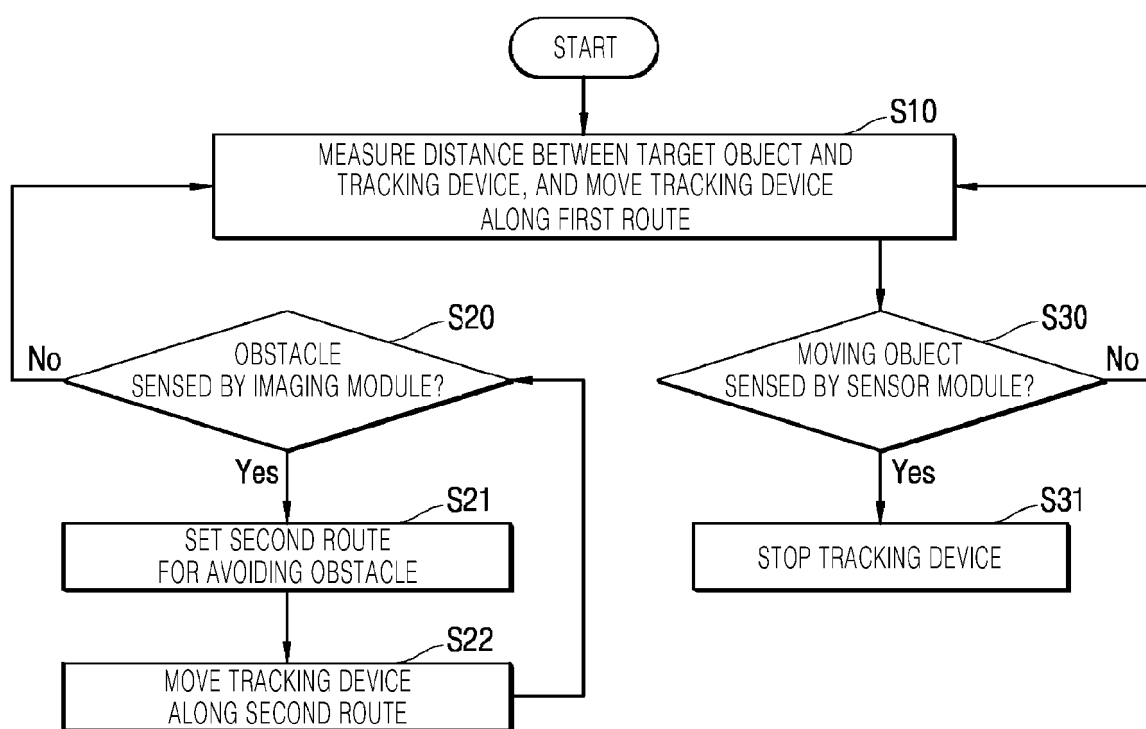 START
S10
MEASURE DISTANCE BETWEEN TARGET OBJECT AND
TRACKING DEVICE, AND MOVE TRACKING DEVICE
ALONG FIRST ROUTE
S20
OBSTACLE
SENSED BY IMAGING MODULE?
No
Yes
S21
SET SECOND ROUTE
FOR AVOIDING OBSTACLE
S22
MOVE TRACKING DEVICE
ALONG SECOND ROUTE
S30
MOVING OBJECT
SENSED BY SENSOR MODULE?
No
Yes
S31
STOP TRACKING DEVICE